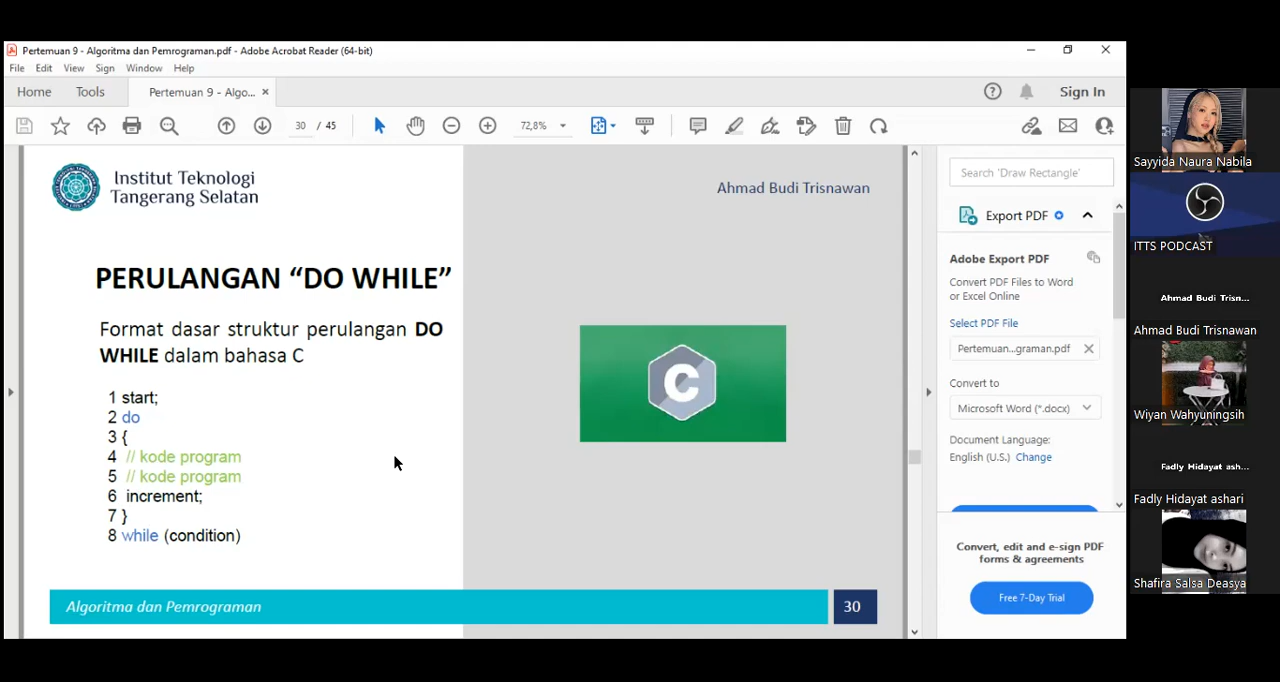 Pertemuan 9 - Algoritma dan Pemrograman.pdf - Adobe Acrobat Reader (64-bit)
File Edit View Sign Window Help
Home Tools Pertemuan 9 - Algo... × Sign In
30 / 45 72,8%
Institut Teknologi
Tangerang Selatan
Ahmad Budi Trisnawan
PERULANGAN “DO WHILE”
Format dasar struktur perulangan DO
WHILE dalam bahasa C
1 start;
2 do
3 {
4 // kode program
5 // kode program
6 increment;
7 }
8 while (condition)
C
Algoritma dan Pemrograman
30
Search 'Draw Rectangle'
Export PDF
Adobe Export PDF
Convert PDF Files to Word
or Excel Online
Select PDF File
Pertemuan...graman.pdf
Convert to
Microsoft Word (*.docx)
Document Language:
English (U.S.) Change
Convert, edit and e-sign PDF
forms & agreements
Free 7-Day Trial
Sayyida Naura Nabila
ITTS PODCAST
Ahmad Budi Trisn...
Ahmad Budi Trisnawan
Wiyan Wahyuningsih
Fadly Hidayat ash...
Fadly Hidayat ashari
Shafira Salsa Deasya